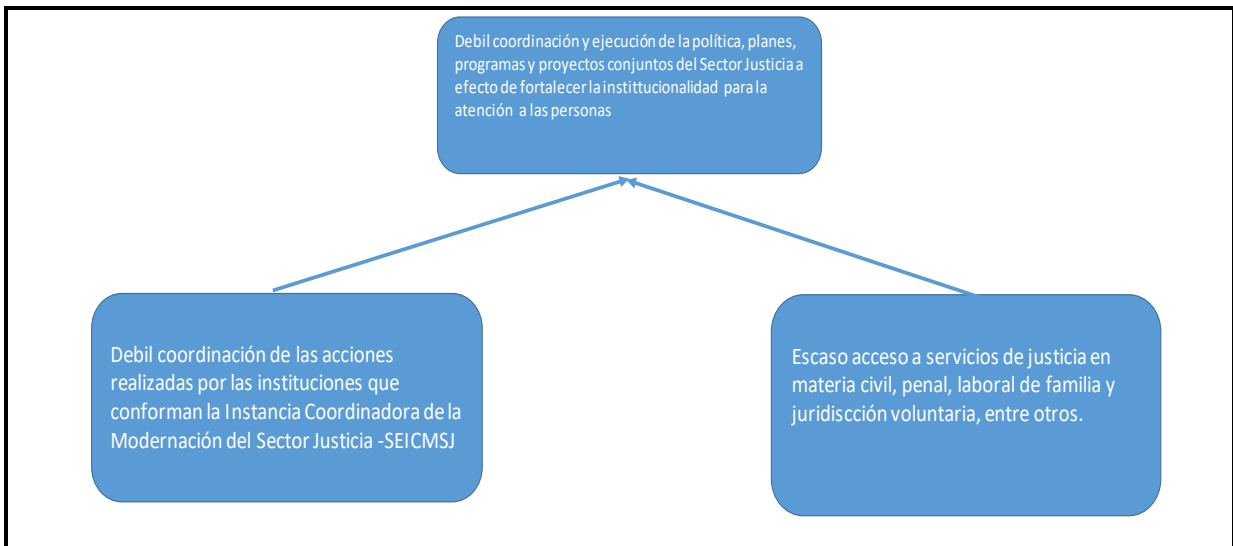 Debil coordinación y ejecución de la política, planes,
programas y proyectos conjuntos del Sector Justicia a
efecto de fortalecer la instittucionalidad para la
atención a las personas
Debil coordinación de las acciones
realizadas por las instituciones que
conforman la Instancia Coordinadora de la
Modernación del Sector Justicia -SEICMSJ
Escaso acceso a servicios de justicia en
materia civil, penal, laboral de familia y
juridiscción voluntaria, entre otros.